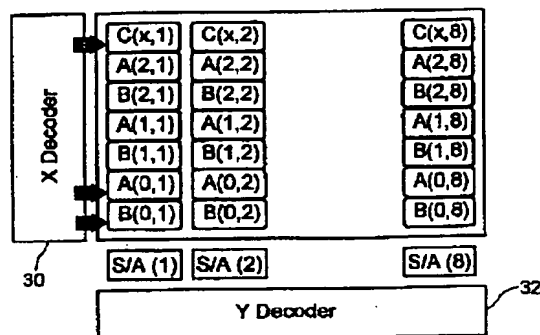 X Decoder
C(x,1) C(x,2) C(x,8)
A(2,1) A(2,2) A(2,8)
B(2,1) B(2,2) B(2,8)
A(1,1) A(1,2) A(1,8)
B(1,1) B(1,2) B(1,8)
A(0,1) A(0,2) A(0,8)
B(0,1) B(0,2) B(0,8)
30
S/A (1) S/A (2) S/A (8)
32
Y Decoder